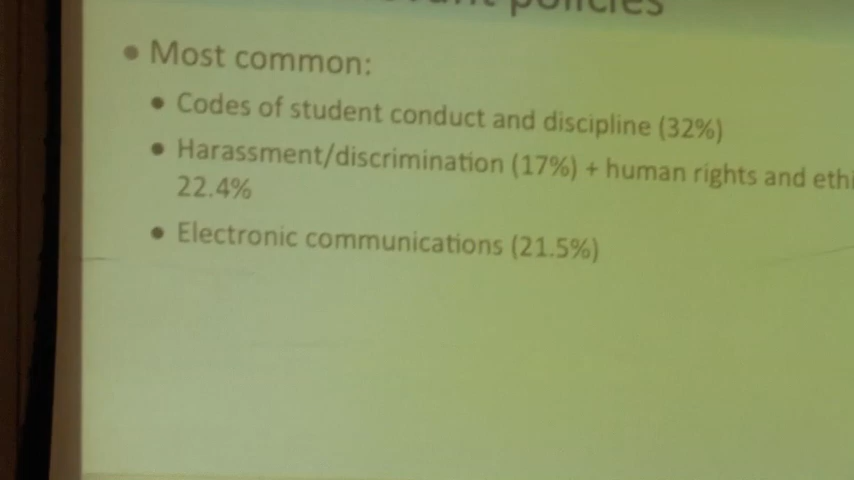 policies
• Most common:
• Codes of student conduct and discipline (32%)
• Harassment/discrimination (17%) + human rights and
22.4%
• Electronic communications (21.5%)